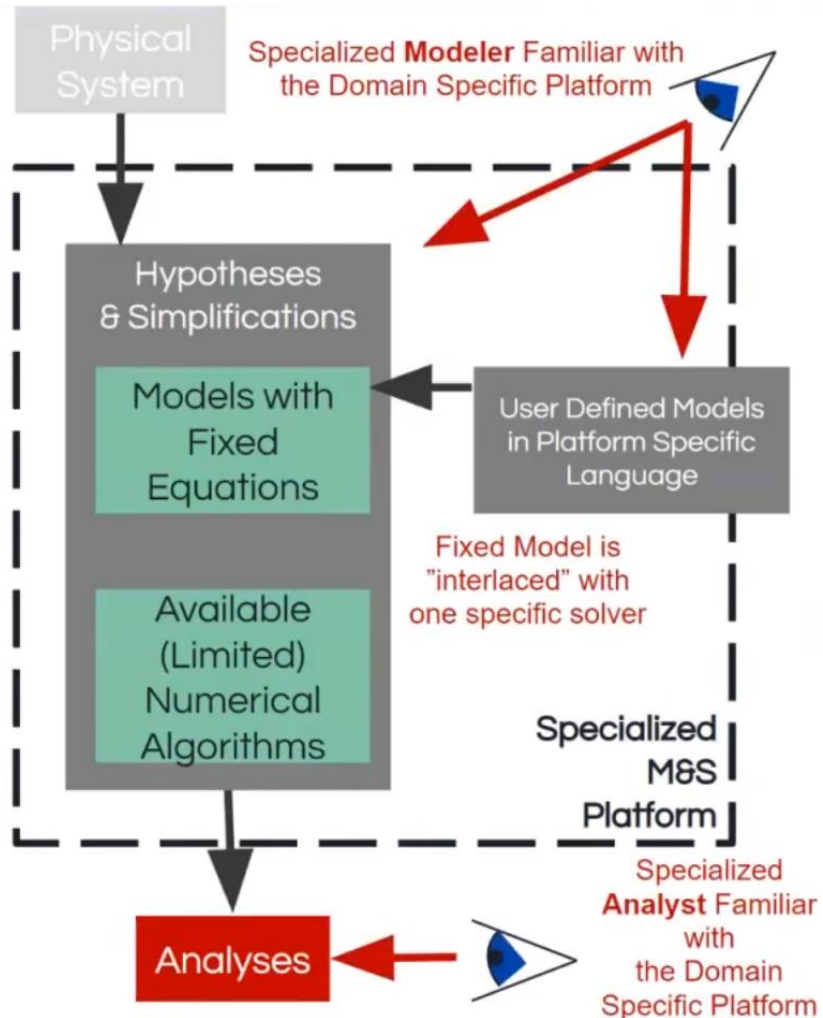 Physical
System
Specialized Modeler Familiar with
the Domain Specific Platform
Hypotheses
& Simplifications
Models with
Fixed
Equations
User Defined Models
in Platform Specific
Language
Fixed Model is
"interlaced" with
one specific solver
Available
(Limited)
Numerical
Algorithms
Specialized
M&S
Platform
Analyses
Specialized
Analyst Familiar
with
the Domain
Specific Platform